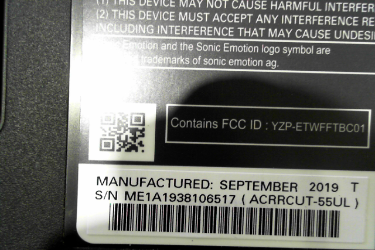 (1) THIS DEVICE MAY NOT CAUSE HARMFUL INTERFEREN
(2) THIS DEVICE MUST ACCEPT ANY INTERFERENCE RE
INCLUDING INTERFERENCE THAT MAY CAUSE UNDESI
Emotion and the Sonic Emotion logo symbol are
trademarks of sonic emotion ag.
Contains FCC ID : YZP-ETWFFTBC01
MANUFACTURED: SEPTEMBER 2019 T
S/N ME1A1938106517 ( ACRRCUT-55UL )